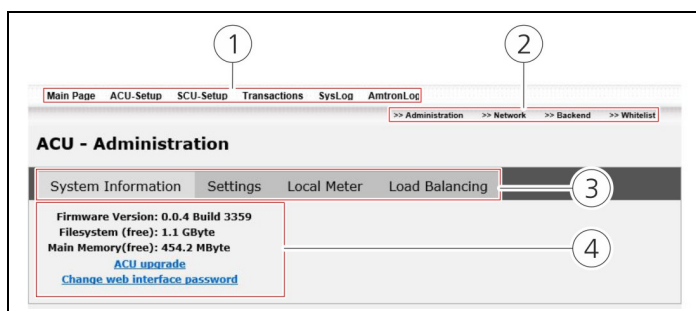 1 2
Main Page ACU-Setup SCU-Setup Transactions SysLog AmtronLog
>> Administration >> Network >> Backend >> Whitelist
ACU - Administration
System Information Settings Local Meter Load Balancing 3
Firmware Version: 0.0.4 Build 3359
Filesystem (free): 1.1 GByte
Main Memory(free): 454.2 MByte 4
ACU upgrade
Change web interface password